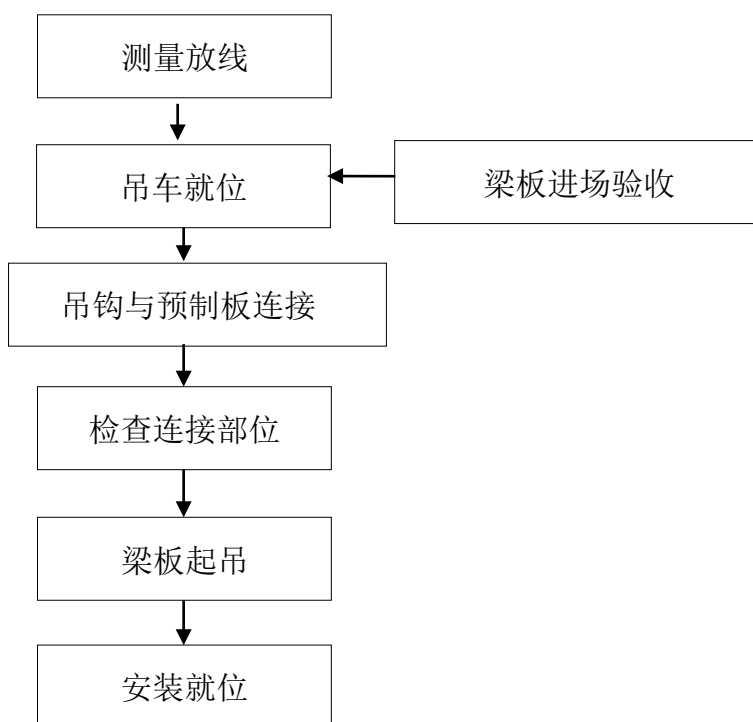 测量放线
吊车就位
梁板进场验收
吊钩与预制板连接
检查连接部位
梁板起吊
安装就位